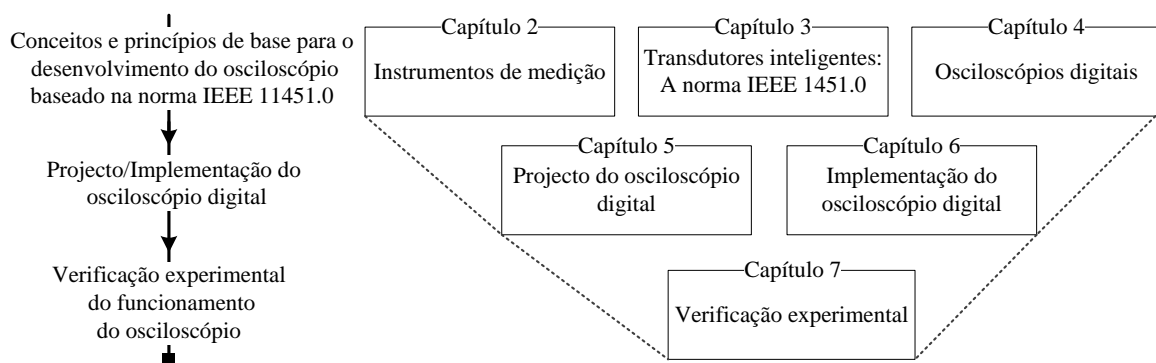 Conceitos e princípios de base para o
desenvolvimento do osciloscópio
baseado na norma IEEE 11451.0
Projecto/Implementação do
osciloscópio digital
Verificação experimental
do funcionamento
do osciloscópio
Capítulo 2
Instrumentos de medição
Capítulo 3
Transdutores inteligentes:
A norma IEEE 1451.0
Capítulo 4
Osciloscópios digitais
Capítulo 5
Projecto do osciloscópio
digital
Capítulo 6
Implementação do
osciloscópio digital
Capítulo 7
Verificação experimental